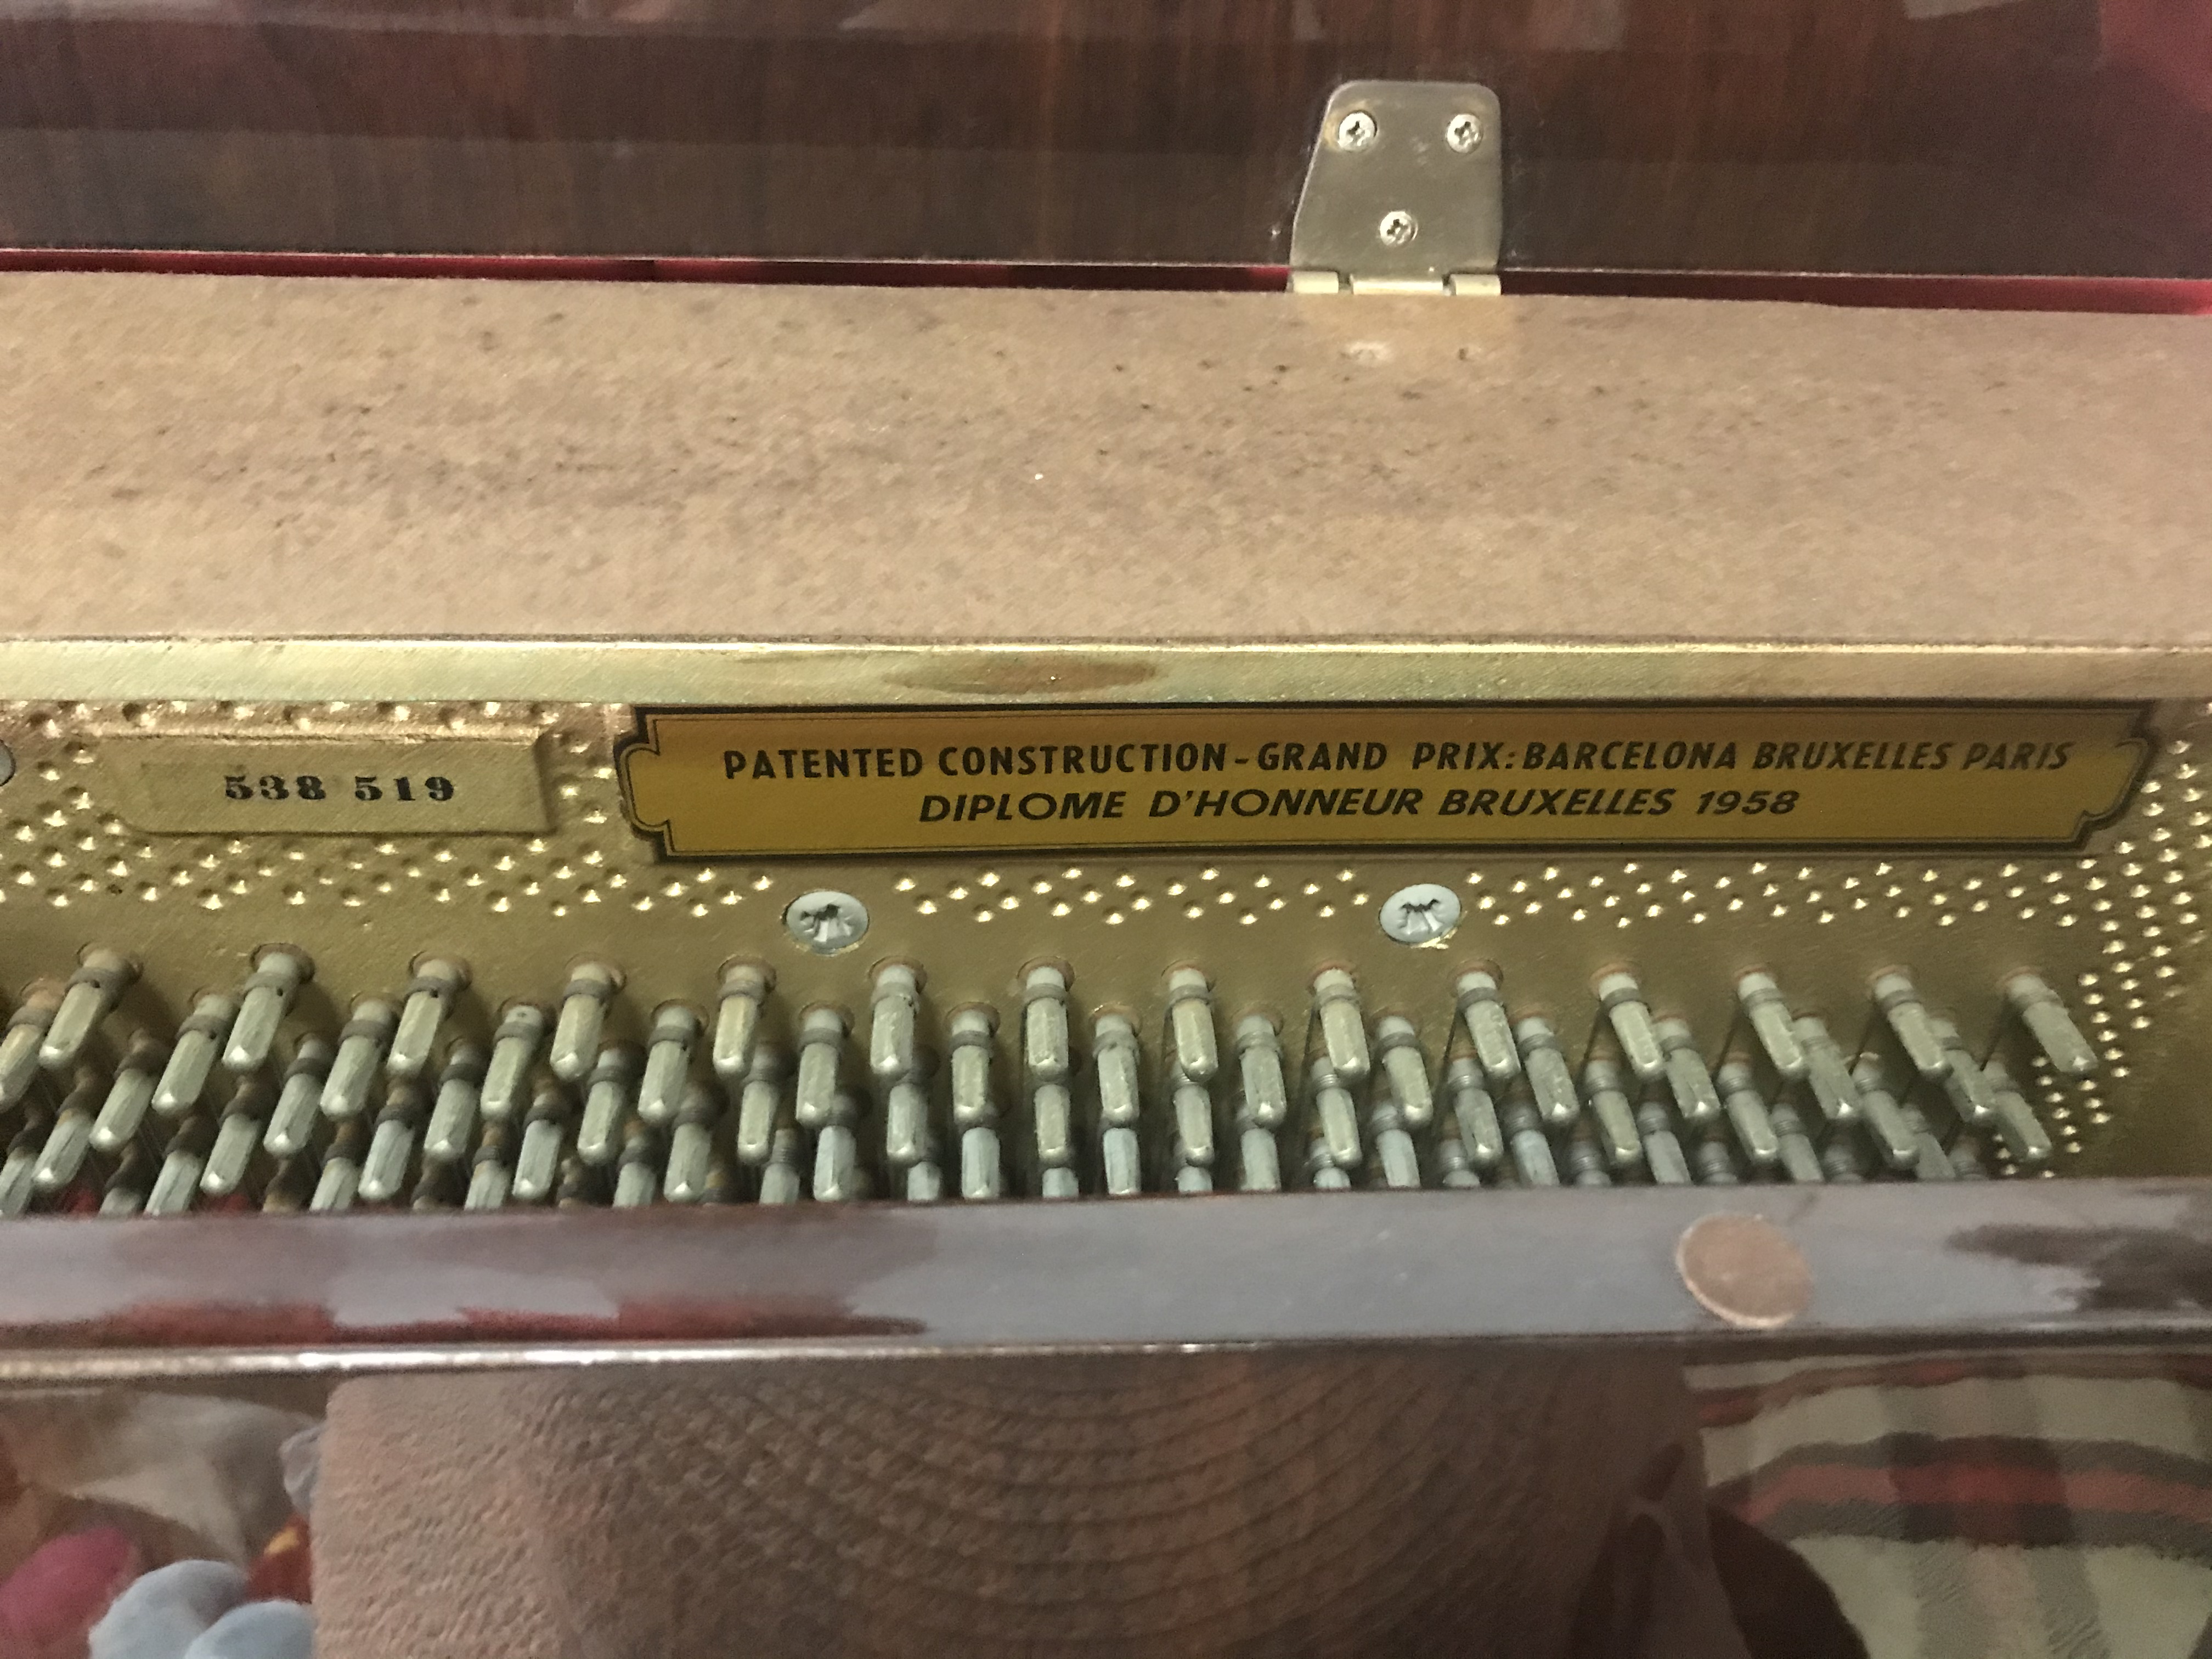 538 519
PATENTED CONSTRUCTION-GRAND PRIX: BARCELONA BRUXELLES PARIS
DIPLOME D'HONNEUR BRUXELLES 1958